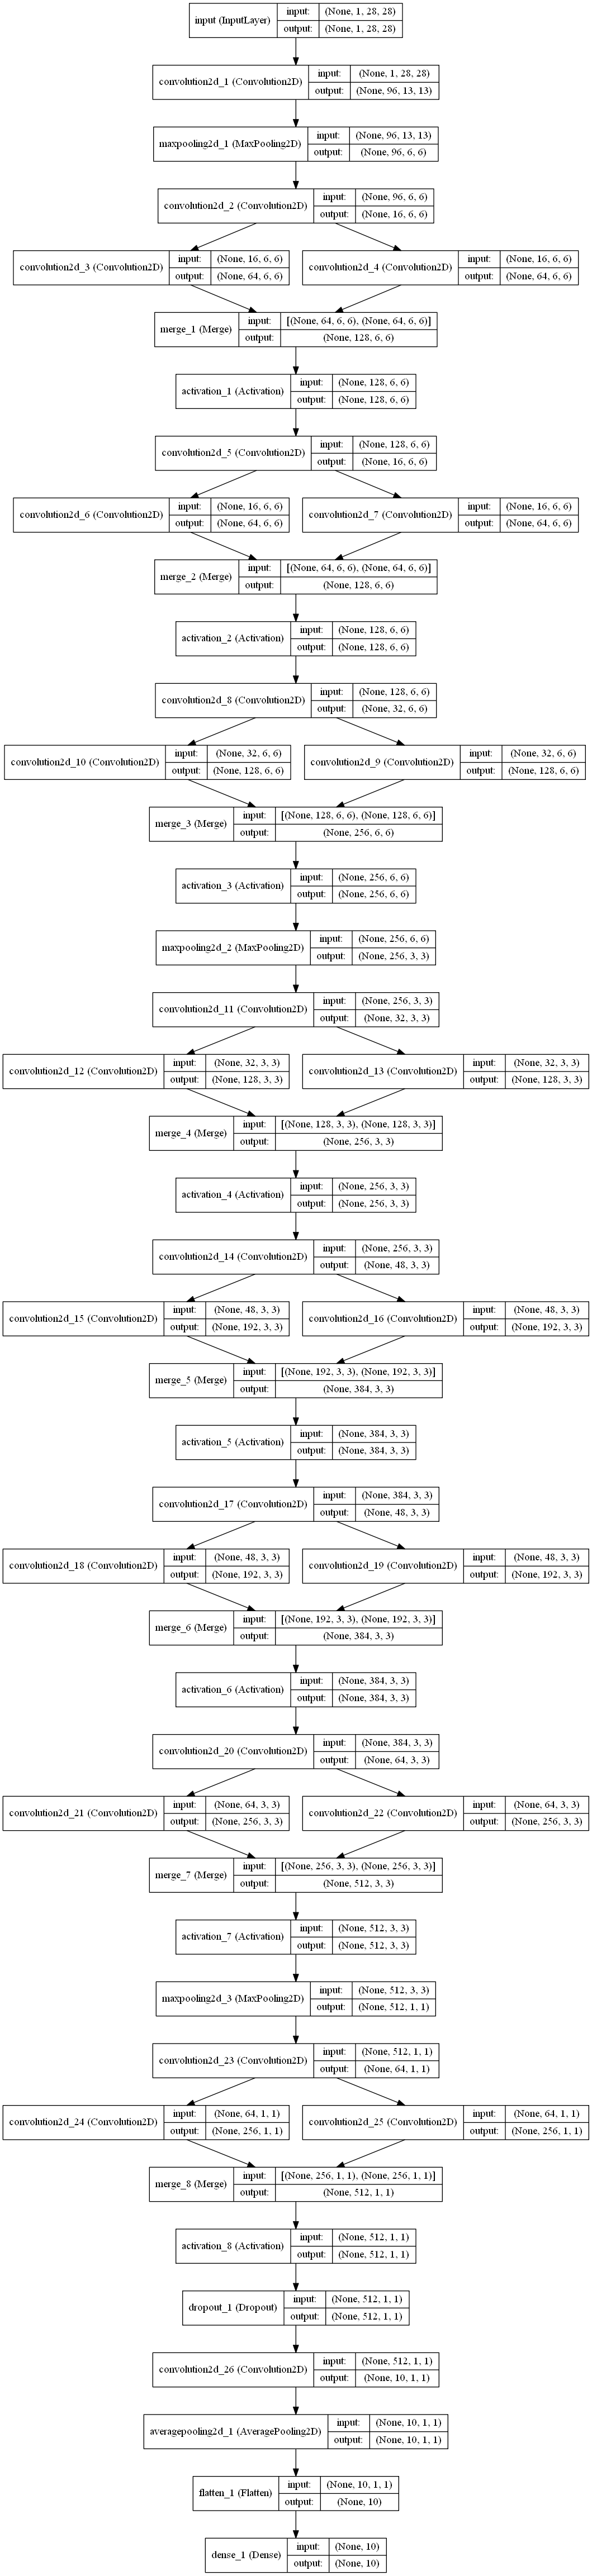 input (InputLayer) input: (None, 1, 28, 28)
output: (None, 1, 28, 28)
convolution2d_1 (Convolution2D) input: (None, 1, 28, 28)
output: (None, 96, 13, 13)
maxpooling2d_1 (MaxPooling2D) input: (None, 96, 13, 13)
output: (None, 96, 6, 6)
convolution2d_2 (Convolution2D) input: (None, 96, 6, 6)
output: (None, 16, 6, 6)
convolution2d_3 (Convolution2D) input: (None, 16, 6, 6)
output: (None, 64, 6, 6)
convolution2d_4 (Convolution2D) input: (None, 16, 6, 6)
output: (None, 64, 6, 6)
merge_1 (Merge) input: [(None, 64, 6, 6), (None, 64, 6, 6)]
output: (None, 128, 6, 6)
activation_1 (Activation) input: (None, 128, 6, 6)
output: (None, 128, 6, 6)
convolution2d_5 (Convolution2D) input: (None, 128, 6, 6)
output: (None, 16, 6, 6)
convolution2d_6 (Convolution2D) input: (None, 16, 6, 6)
output: (None, 64, 6, 6)
convolution2d_7 (Convolution2D) input: (None, 16, 6, 6)
output: (None, 64, 6, 6)
merge_2 (Merge) input: [(None, 64, 6, 6), (None, 64, 6, 6)]
output: (None, 128, 6, 6)
activation_2 (Activation) input: (None, 128, 6, 6)
output: (None, 128, 6, 6)
convolution2d_8 (Convolution2D) input: (None, 128, 6, 6)
output: (None, 32, 6, 6)
convolution2d_10 (Convolution2D) input: (None, 32, 6, 6)
output: (None, 128, 6, 6)
convolution2d_9 (Convolution2D) input: (None, 32, 6, 6)
output: (None, 128, 6, 6)
merge_3 (Merge) input: [(None, 128, 6, 6), (None, 128, 6, 6)]
output: (None, 256, 6, 6)
activation_3 (Activation) input: (None, 256, 6, 6)
output: (None, 256, 6, 6)
maxpooling2d_2 (MaxPooling2D) input: (None, 256, 6, 6)
output: (None, 256, 3, 3)
convolution2d_11 (Convolution2D) input: (None, 256, 3, 3)
output: (None, 32, 3, 3)
convolution2d_12 (Convolution2D) input: (None, 32, 3, 3)
output: (None, 128, 3, 3)
convolution2d_13 (Convolution2D) input: (None, 32, 3, 3)
output: (None, 128, 3, 3)
merge_4 (Merge) input: [(None, 128, 3, 3), (None, 128, 3, 3)]
output: (None, 256, 3, 3)
activation_4 (Activation) input: (None, 256, 3, 3)
output: (None, 256, 3, 3)
convolution2d_14 (Convolution2D) input: (None, 256, 3, 3)
output: (None, 48, 3, 3)
convolution2d_15 (Convolution2D) input: (None, 48, 3, 3)
output: (None, 192, 3, 3)
convolution2d_16 (Convolution2D) input: (None, 48, 3, 3)
output: (None, 192, 3, 3)
merge_5 (Merge) input: [(None, 192, 3, 3), (None, 192, 3, 3)]
output: (None, 384, 3, 3)
activation_5 (Activation) input: (None, 384, 3, 3)
output: (None, 384, 3, 3)
convolution2d_17 (Convolution2D) input: (None, 384, 3, 3)
output: (None, 48, 3, 3)
convolution2d_18 (Convolution2D) input: (None, 48, 3, 3)
output: (None, 192, 3, 3)
convolution2d_19 (Convolution2D) input: (None, 48, 3, 3)
output: (None, 192, 3, 3)
merge_6 (Merge) input: [(None, 192, 3, 3), (None, 192, 3, 3)]
output: (None, 384, 3, 3)
activation_6 (Activation) input: (None, 384, 3, 3)
output: (None, 384, 3, 3)
convolution2d_20 (Convolution2D) input: (None, 384, 3, 3)
output: (None, 64, 3, 3)
convolution2d_21 (Convolution2D) input: (None, 64, 3, 3)
output: (None, 256, 3, 3)
convolution2d_22 (Convolution2D) input: (None, 64, 3, 3)
output: (None, 256, 3, 3)
merge_7 (Merge) input: [(None, 256, 3, 3), (None, 256, 3, 3)]
output: (None, 512, 3, 3)
activation_7 (Activation) input: (None, 512, 3, 3)
output: (None, 512, 3, 3)
maxpooling2d_3 (MaxPooling2D) input: (None, 512, 3, 3)
output: (None, 512, 1, 1)
convolution2d_23 (Convolution2D) input: (None, 512, 1, 1)
output: (None, 64, 1, 1)
convolution2d_24 (Convolution2D) input: (None, 64, 1, 1)
output: (None, 256, 1, 1)
convolution2d_25 (Convolution2D) input: (None, 64, 1, 1)
output: (None, 256, 1, 1)
merge_8 (Merge) input: [(None, 256, 1, 1), (None, 256, 1, 1)]
output: (None, 512, 1, 1)
activation_8 (Activation) input: (None, 512, 1, 1)
output: (None, 512, 1, 1)
dropout_1 (Dropout) input: (None, 512, 1, 1)
output: (None, 512, 1, 1)
convolution2d_26 (Convolution2D) input: (None, 512, 1, 1)
output: (None, 10, 1, 1)
averagepooling2d_1 (AveragePooling2D) input: (None, 10, 1, 1)
output: (None, 10, 1, 1)
flatten_1 (Flatten) input: (None, 10, 1, 1)
output: (None, 10)
dense_1 (Dense) input: (None, 10)
output: (None, 10)